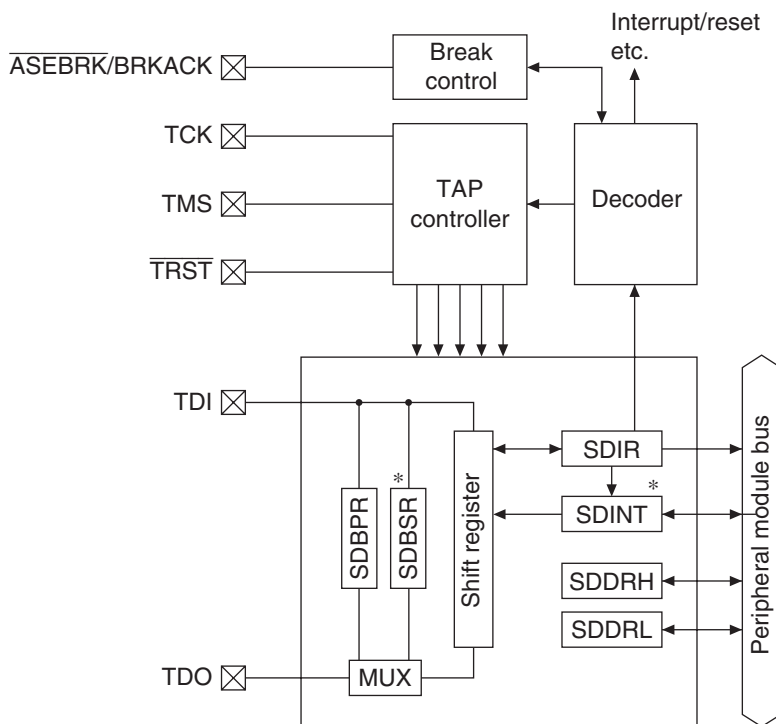 Interrupt/reset
etc.
ASEBRK/BRKACK
Break
control
TCK
TAP
controller
Decoder
TMS
TRST
TDI
SDBPR
*
SDBSR
Shift register
SDIR
*
SDINT
SDDRH
SDDRL
Peripheral module bus
TDO
MUX